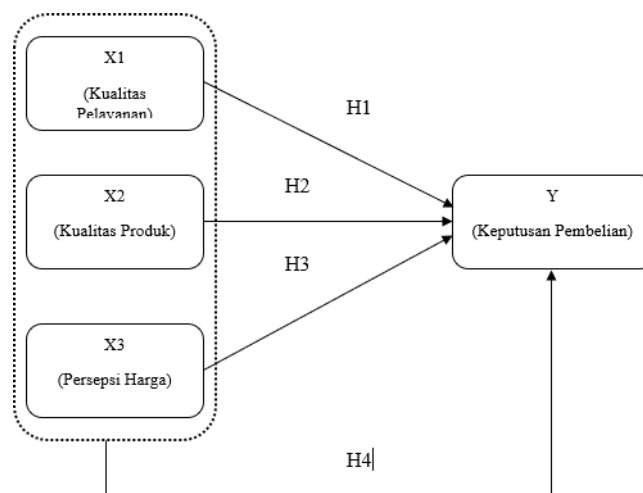 X1
(Kualitas
Pelayanan)
H1
X2
(Kualitas Produk)
H2
Y
(Keputusan Pembelian)
H3
X3
(Persepsi Harga)
H4